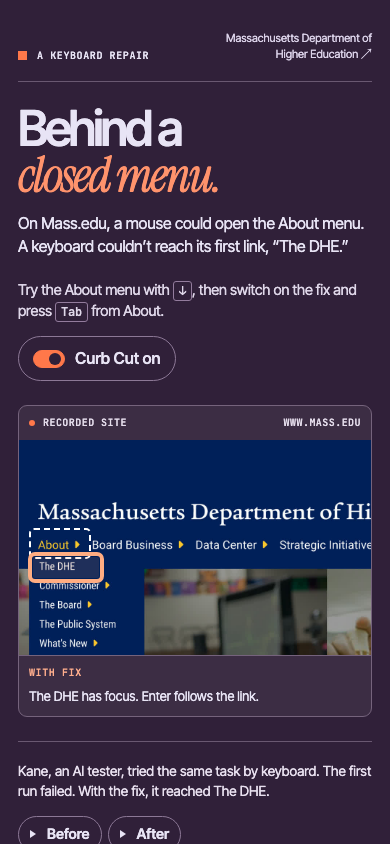 A KEYBOARD REPAIR
Massachusetts Department of
Higher Education ↗
Behind a
closed menu.
On Mass.edu, a mouse could open the About menu.
A keyboard couldn’t reach its first link, “The DHE.”
Try the About menu with ↓, then switch on the fix and
press Tab from About.
Curb Cut on
RECORDED SITE
WWW.MASS.EDU
Massachusetts Department of Hi
About Board Business Data Center Strategic Initiative
The DHE
Commissioner
The Board
The Public System
What's New
WITH FIX
The DHE has focus. Enter follows the link.
Kane, an AI tester, tried the same task by keyboard. The first
run failed. With the fix, it reached The DHE.
Before After